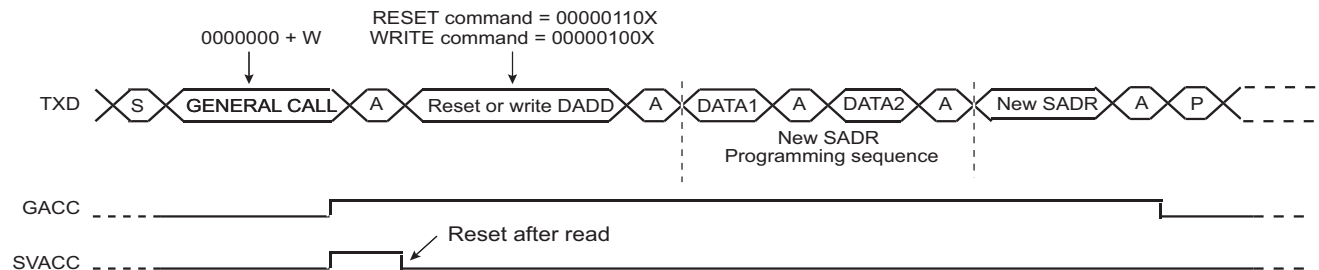 RESET command = 00000110X
0000000 + W
WRITE command = 00000100X
TXD S GENERAL CALL A Reset or write DADD A DATA1 A DATA2 A New SADR A P
New SADR
Programming sequence
GACC
Reset after read
SVACC